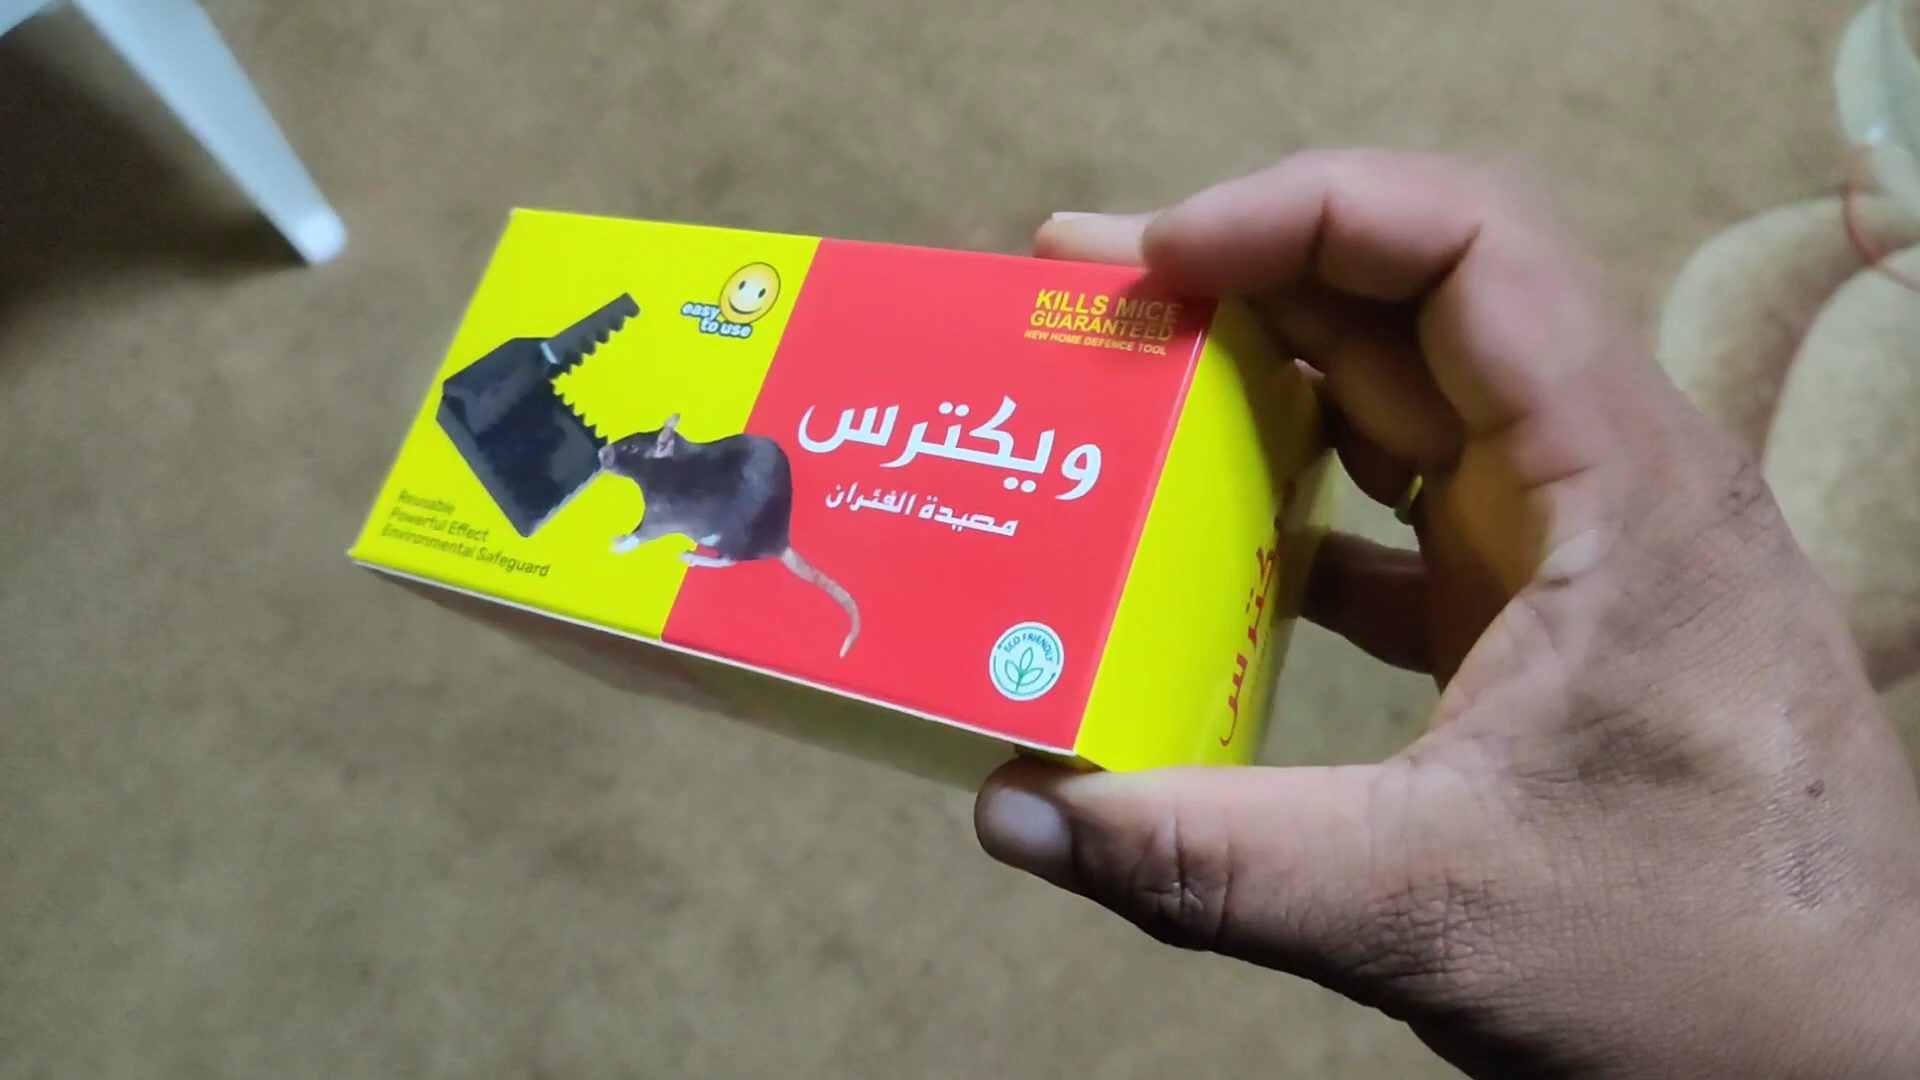 easy
to use
KILLS MICE
GUARANTEED
NEW HOME DEFENCE TOOL
ويكترس
مصيدة الفئران
Reusable
Powerful Effect
Environmental Safeguard
ECO FRIENDLY